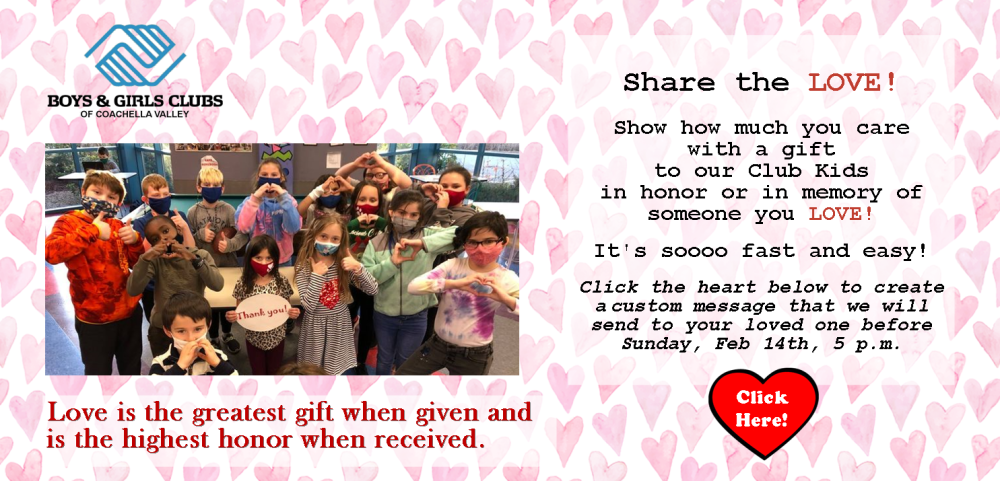 BOYS & GIRLS CLUBS
OF COACHELLA VALLEY
Thank you!
Love is the greatest gift when given and
is the highest honor when received.
Share the LOVE!
Show how much you care
with a gift
to our Club Kids
in honor or in memory of
someone you LOVE!
It's soooo fast and easy!
Click the heart below to create
a custom message that we will
send to your loved one before
Sunday, Feb 14th, 5 p.m.
Click
Here!